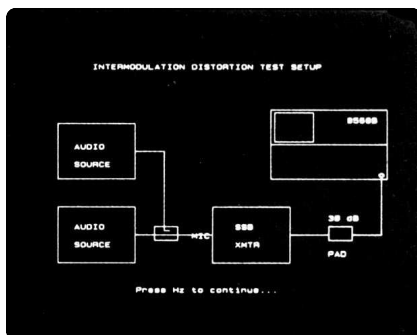 INTERMODULATION DISTORTION TEST SETUP
8568B
AUDIO
SOURCE
AUDIO
SOURCE
MIC
SSB
XMTR
30 dB
PAD
Press Hz to continue...